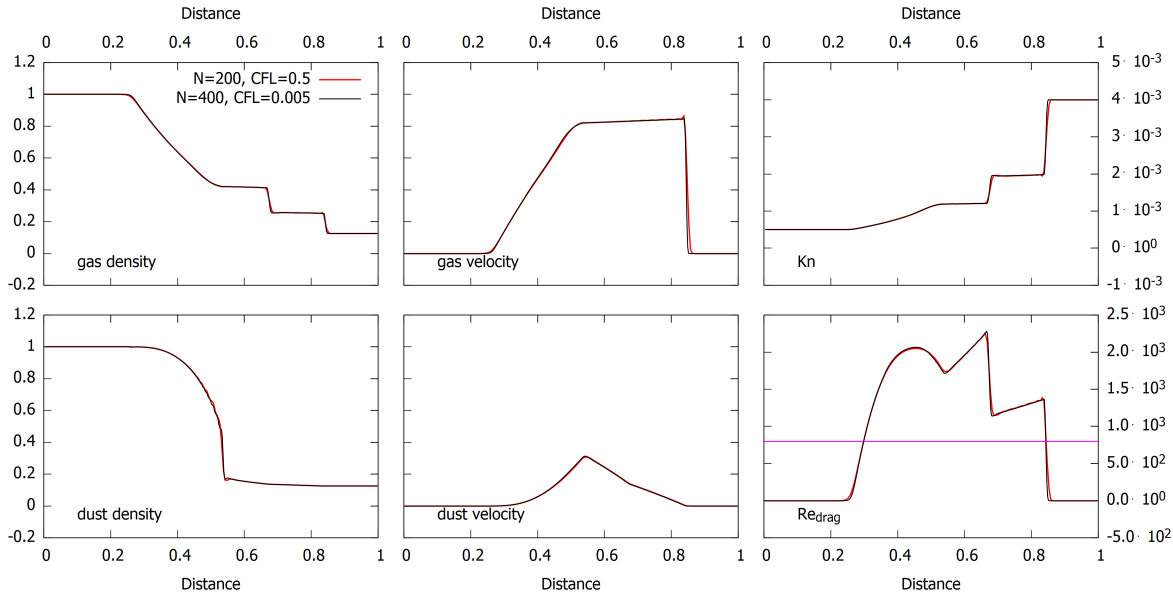 Distance
Distance
Distance
0 0.2 0.4 0.6 0.8 1
0 0.2 0.4 0.6 0.8 1
0 0.2 0.4 0.6 0.8 1
1.2
1
0.8
0.6
0.4
0.2
0
-0.2
N=200, CFL=0.5
N=400, CFL=0.005
gas density
gas velocity
Kn
5· 10⁻³
4· 10⁻³
3· 10⁻³
2· 10⁻³
1· 10⁻³
0· 10⁰
-1· 10⁻³
1.2
1
0.8
0.6
0.4
0.2
0
-0.2
dust density
dust velocity
Re_drag
2.5· 10³
2.0· 10³
1.5· 10³
1.0· 10³
5.0· 10²
0.0· 10⁰
-5.0· 10²
0 0.2 0.4 0.6 0.8 1
0 0.2 0.4 0.6 0.8 1
0 0.2 0.4 0.6 0.8 1
Distance
Distance
Distance